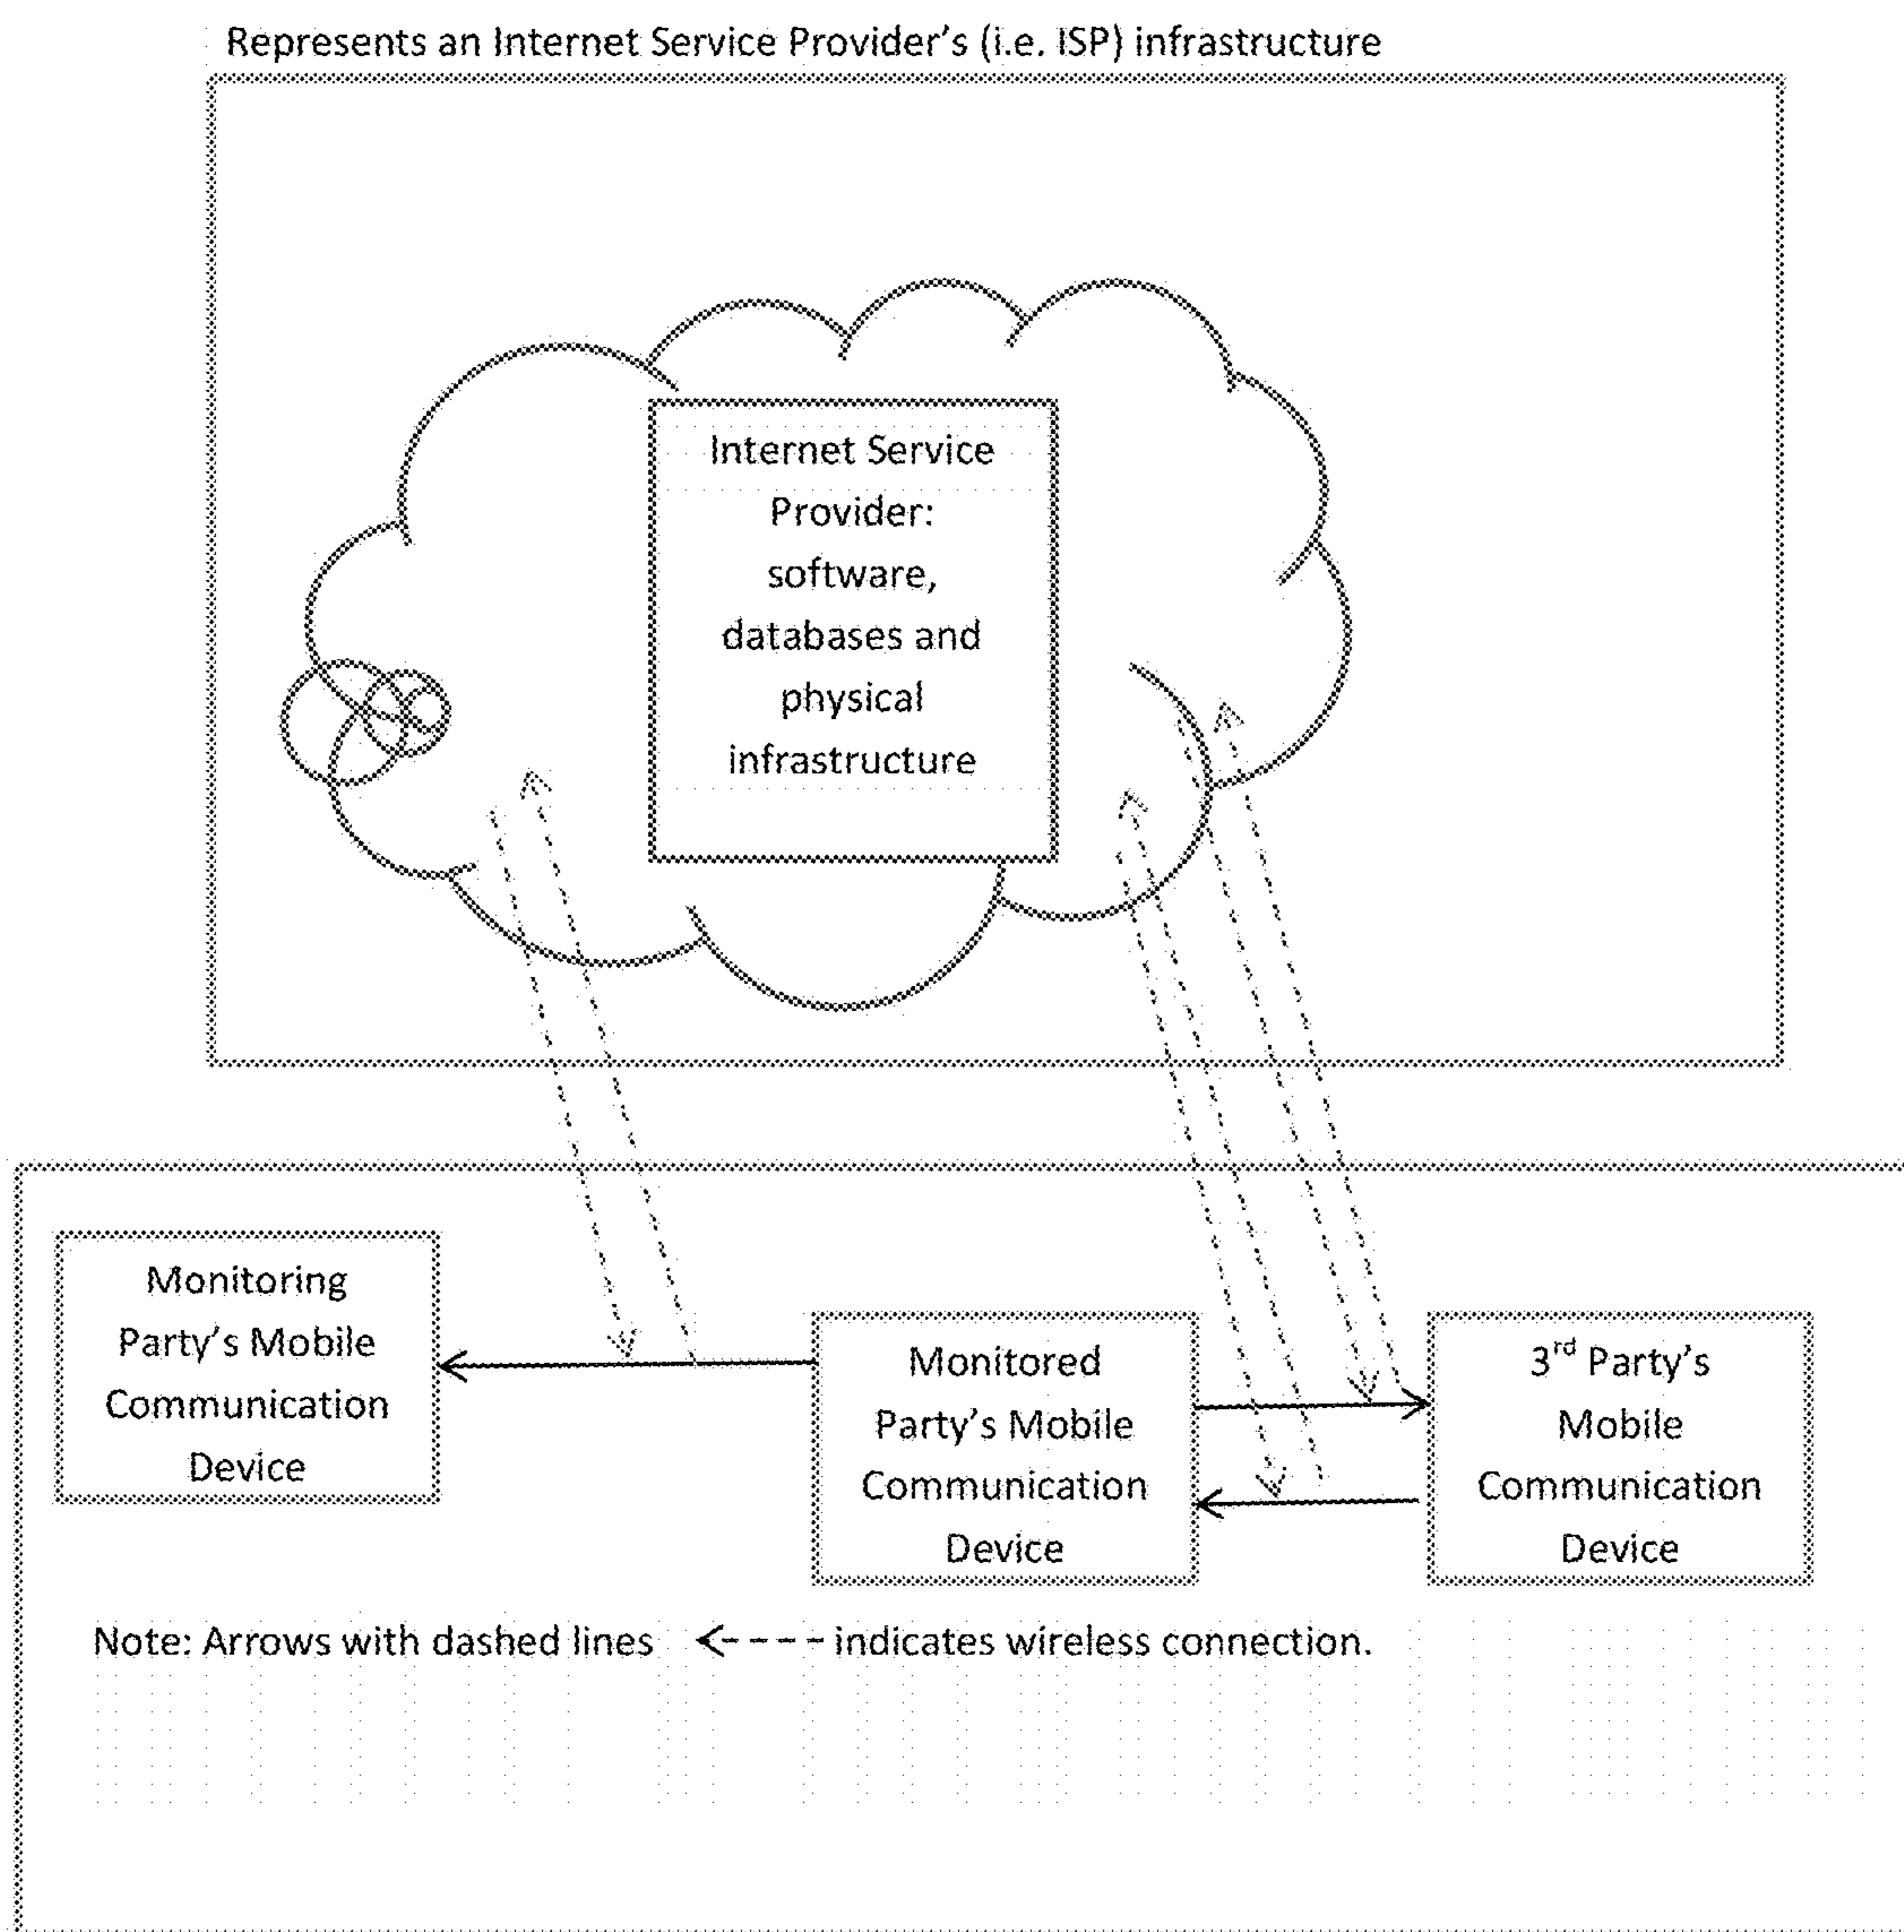 Represents an Internet Service Provider's (i.e. ISP) infrastructure
Internet Service
Provider:
software,
databases and
physical
infrastructure
Monitoring
Party's Mobile
Communication
Device
Monitored
Party's Mobile
Communication
Device
3rd Party's
Mobile
Communication
Device
Note: Arrows with dashed lines indicates wireless connection.